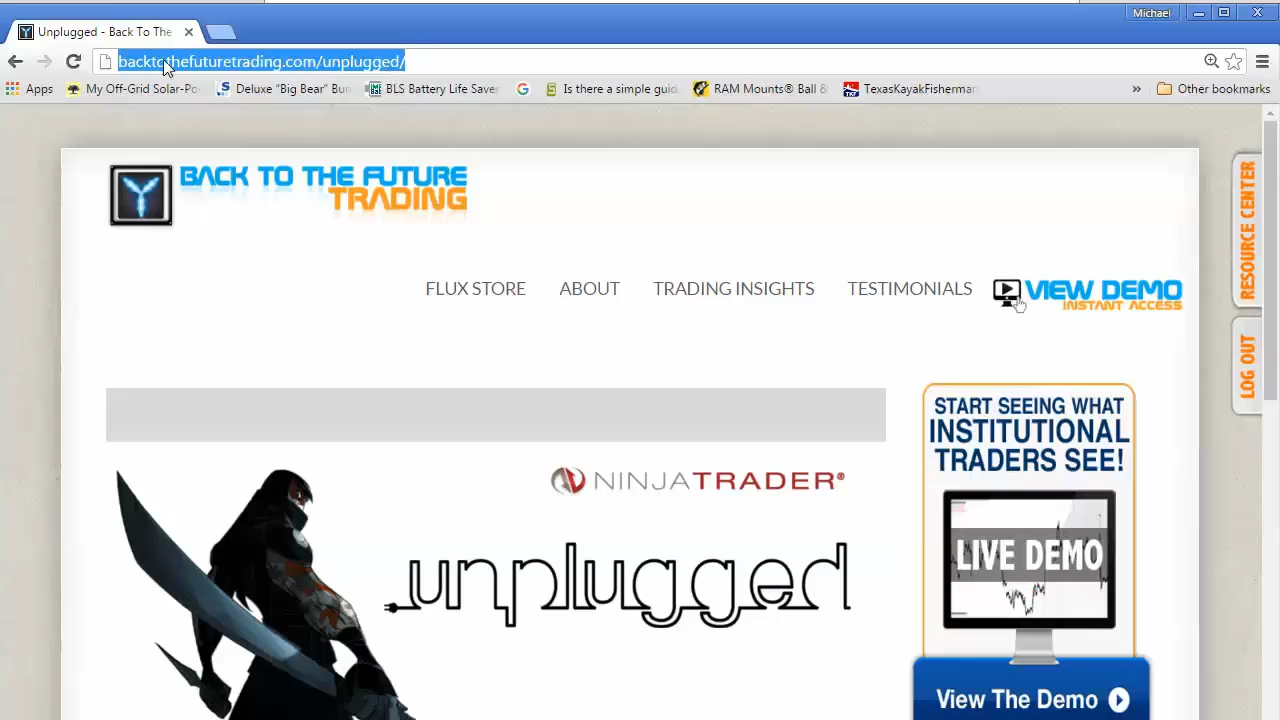 Michael
Unplugged - Back To The
backtothefuturetrading.com/unplugged/
Apps
My Off-Grid Solar-Po
Deluxe "Big Bear" Bun
BLS Battery Life Saver
Is there a simple guid
RAM Mounts® Ball &
TexasKayakFisherman
»
Other bookmarks
BACK TO THE FUTURE
TRADING
FLUX STORE
ABOUT
TRADING INSIGHTS
TESTIMONIALS
VIEW DEMO
INSTANT ACCESS
RESOURCE CENTER
LOG OUT
START SEEING WHAT
INSTITUTIONAL
TRADERS SEE!
NINJATRADER®
unplugged
LIVE DEMO
View The Demo